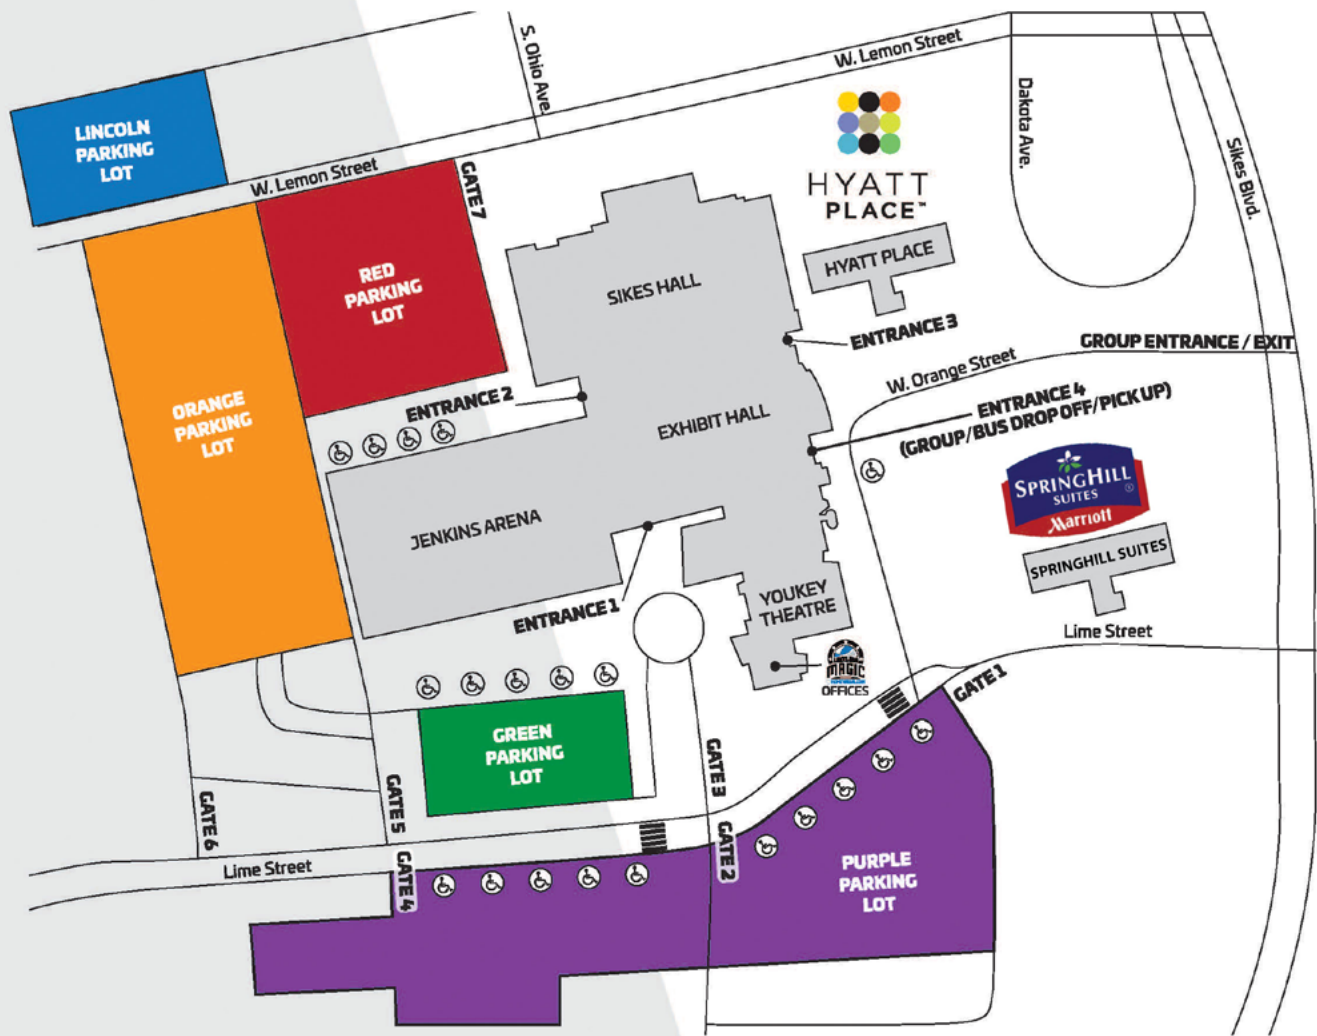 S. Ohio Ave.
W. Lemon Street
LINCOLN
PARKING
LOT
W. Lemon Street
GATE 7
Dakota Ave.
Sikes Blvd.
HYATT
PLACE™
HYATT PLACE
RED
PARKING
LOT
SIKES HALL
ENTRANCE 3
GROUP ENTRANCE / EXIT
W. Orange Street
ORANGE
PARKING
LOT
ENTRANCE 2
EXHIBIT HALL
ENTRANCE 4
(GROUP/BUS DROP OFF/PICK UP)
SPRINGHILL
SUITES
®
Marriott
SPRINGHILL SUITES
JENKINS ARENA
ENTRANCE 1
YOUKEY
THEATRE
Lime Street
MAGIC
OFFICES
GATE 1
GREEN
PARKING
LOT
GATE 3
GATE 5
GATE 6
GATE 2
Lime Street
GATE 4
PURPLE
PARKING
LOT